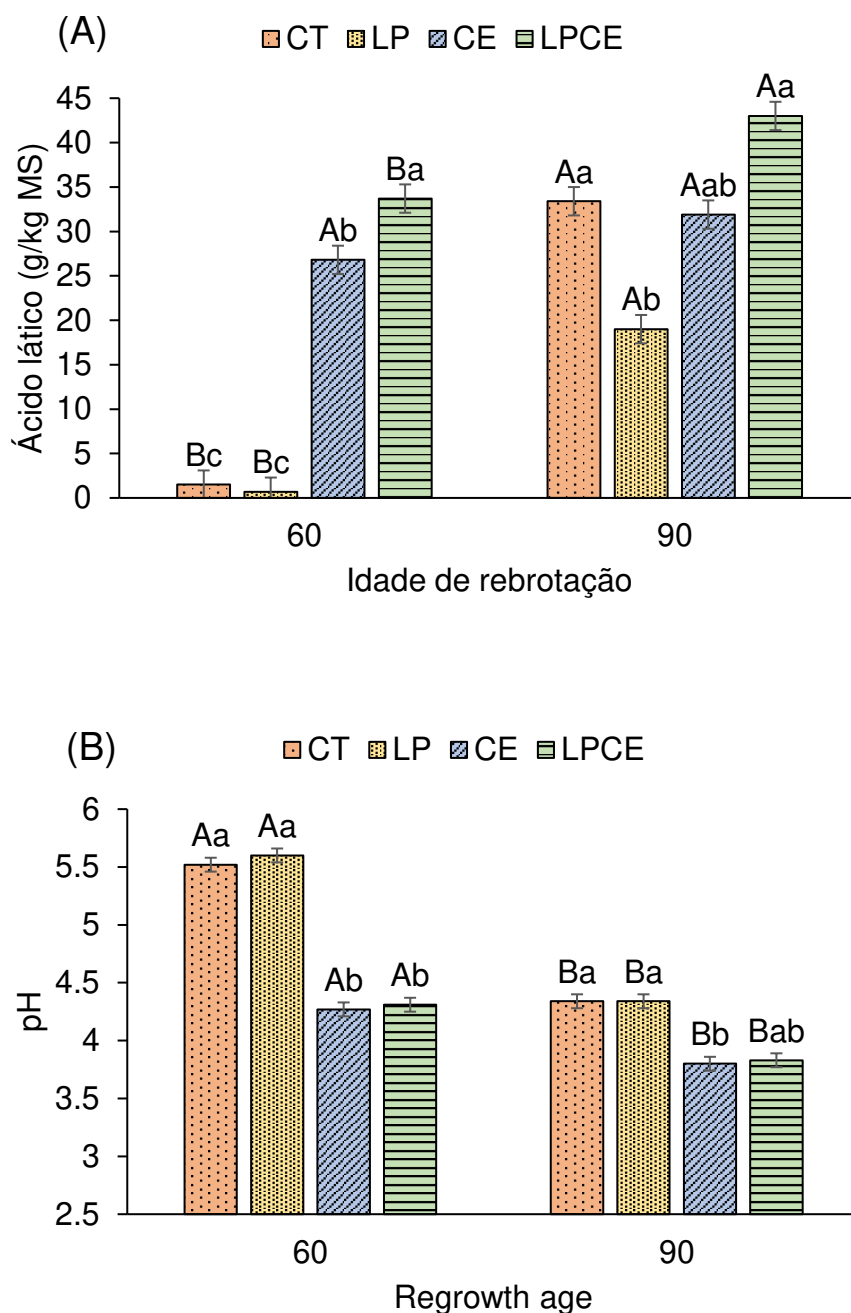 (A)
CT LP CE LPCE
Ácido lático (g/kg MS)
45
40
35
30
25
20
15
10
5
0
Bc Bc Ab Ba Aa Ab Aab Aa
60 90
Idade de rebrotação
(B)
CT LP CE LPCE
pH
6
5.5
5
4.5
4
3.5
3
2.5
Aa Aa Ab Ab Ba Ba Bb Bab
60 90
Regrowth age